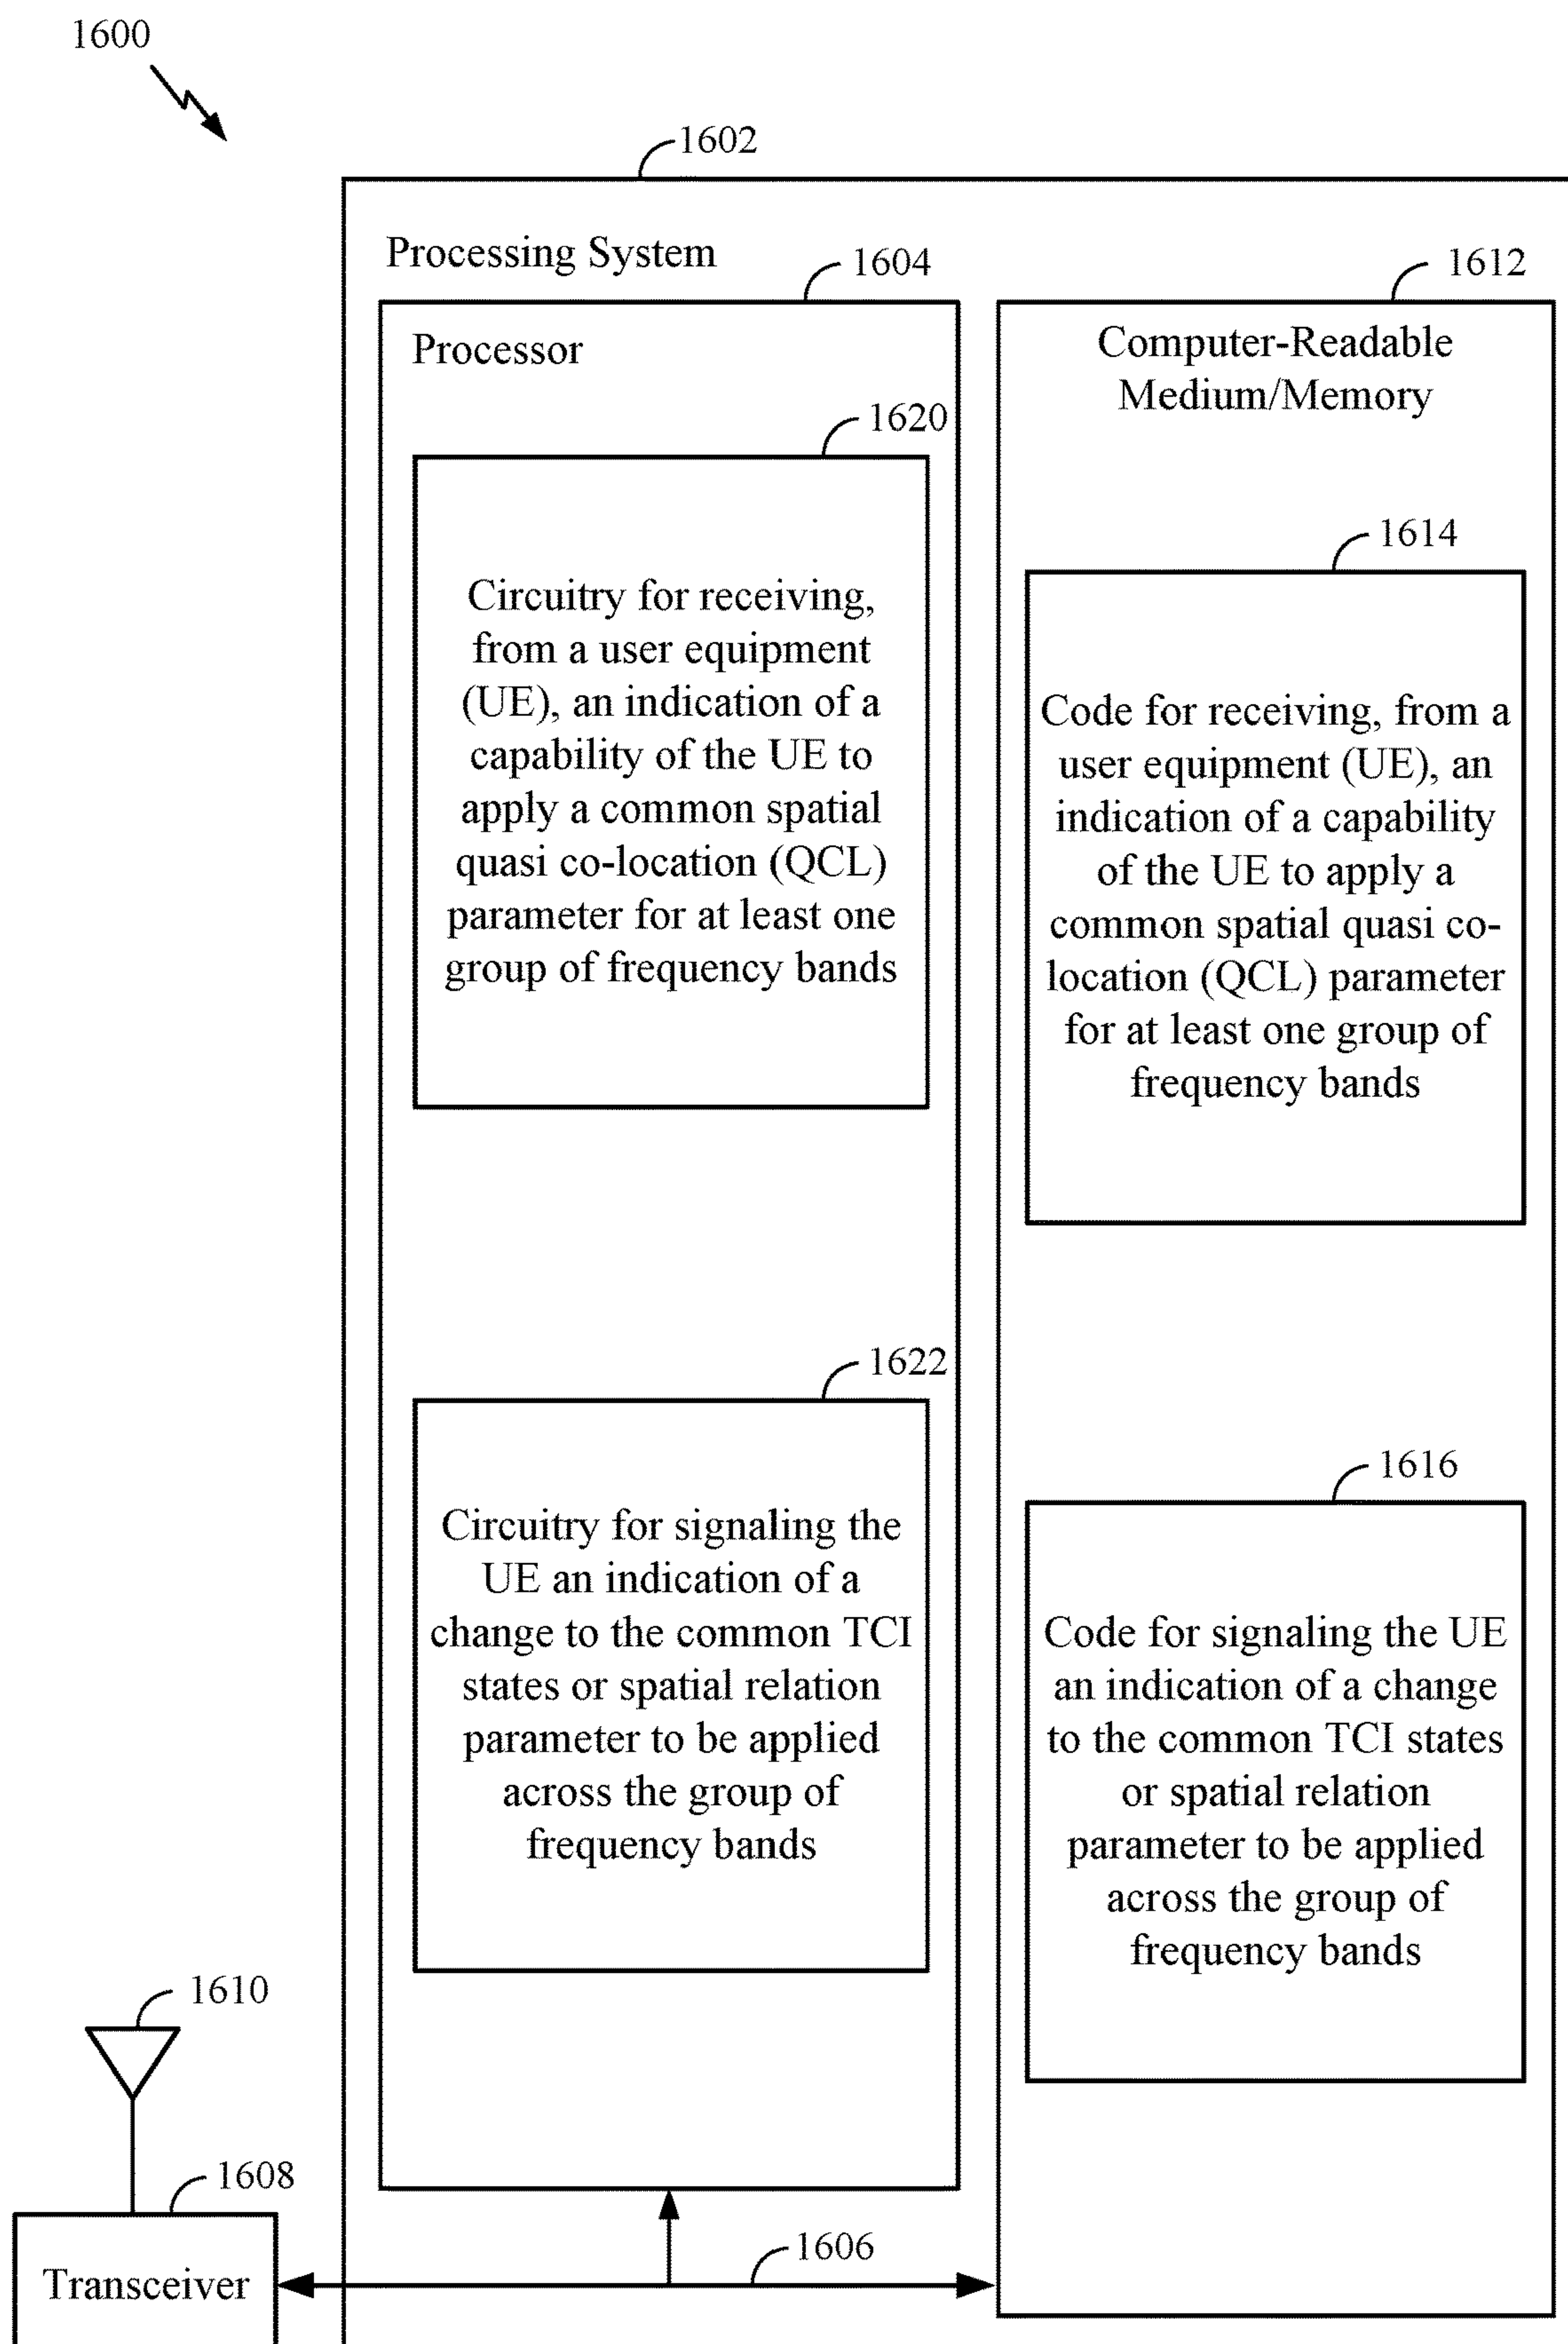 1600
1602
Processing System
1604
Processor
1620
Circuitry for receiving,
from a user equipment
(UE), an indication of a
capability of the UE to
apply a common spatial
quasi co-location (QCL)
parameter for at least one
group of frequency bands
1622
Circuitry for signaling the
UE an indication of a
change to the common TCI
states or spatial relation
parameter to be applied
across the group of
frequency bands
1612
Computer-Readable
Medium/Memory
1614
Code for receiving, from a
user equipment (UE), an
indication of a capability
of the UE to apply a
common spatial quasi co-
location (QCL) parameter
for at least one group of
frequency bands
1616
Code for signaling the UE
an indication of a change
to the common TCI states
or spatial relation
parameter to be applied
across the group of
frequency bands
1610
1608
Transceiver
1606